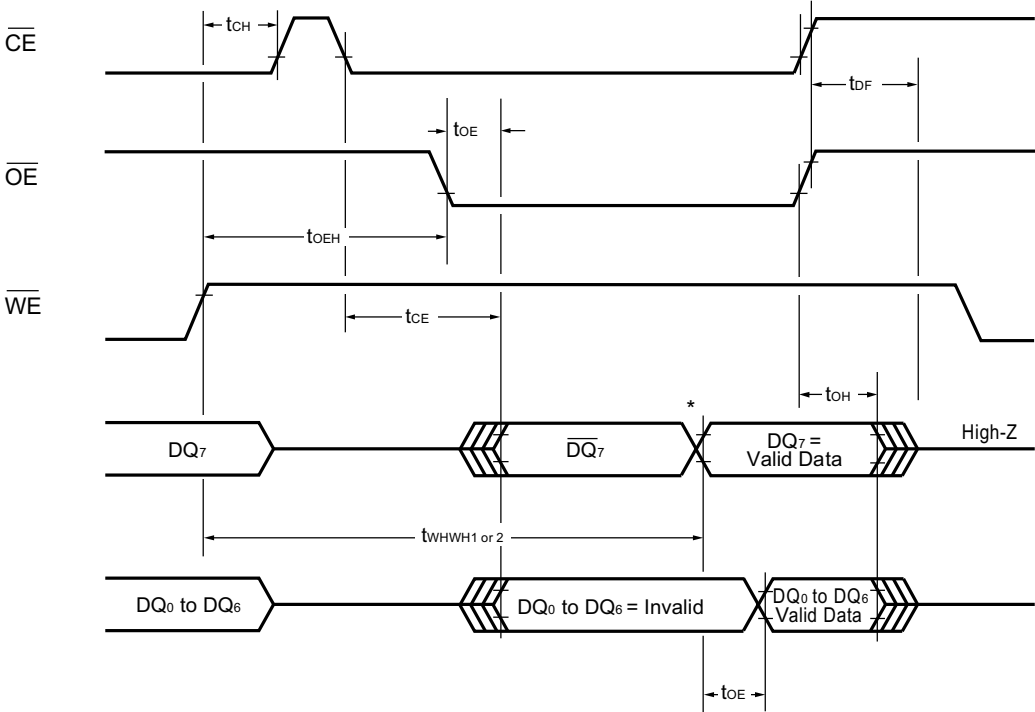 CE
tCH
tDF
tOE
OE
tOEH
WE
tCE
tOH
*
DQ7
DQ7
DQ7 =
Valid Data
High-Z
tWHWH1 or 2
DQ0 to DQ6
DQ0 to DQ6 = Invalid
DQ0 to DQ6
Valid Data
tOE